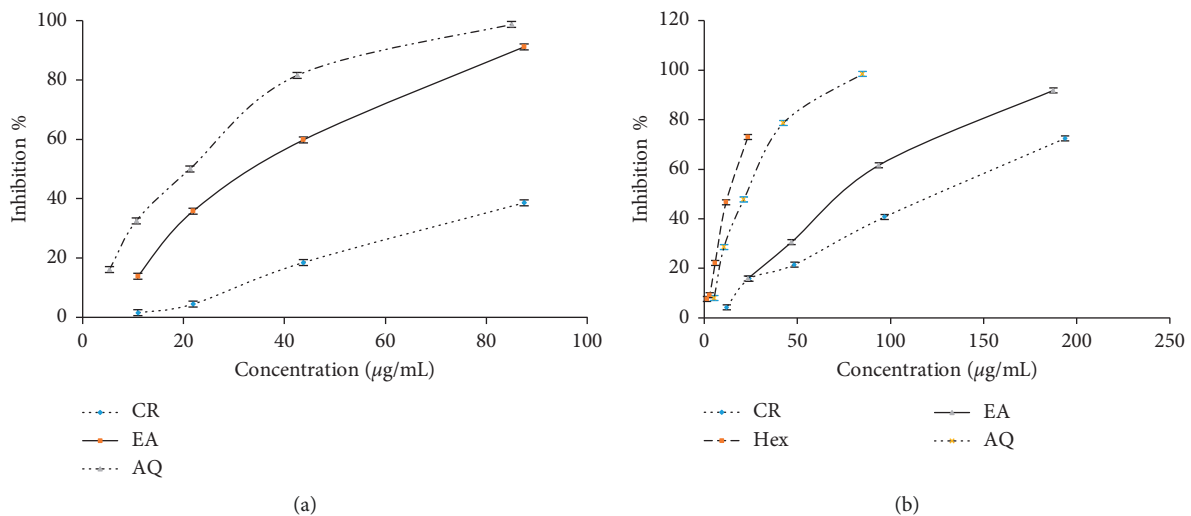 100
80
60
40
20
0
Inhibition %
0 20 40 60 80 100
Concentration (μg/mL)
CR
EA
AQ
(a)
120
100
80
60
40
20
0
Inhibition %
0 50 100 150 200 250
Concentration (μg/mL)
CR EA
Hex AQ
(b)